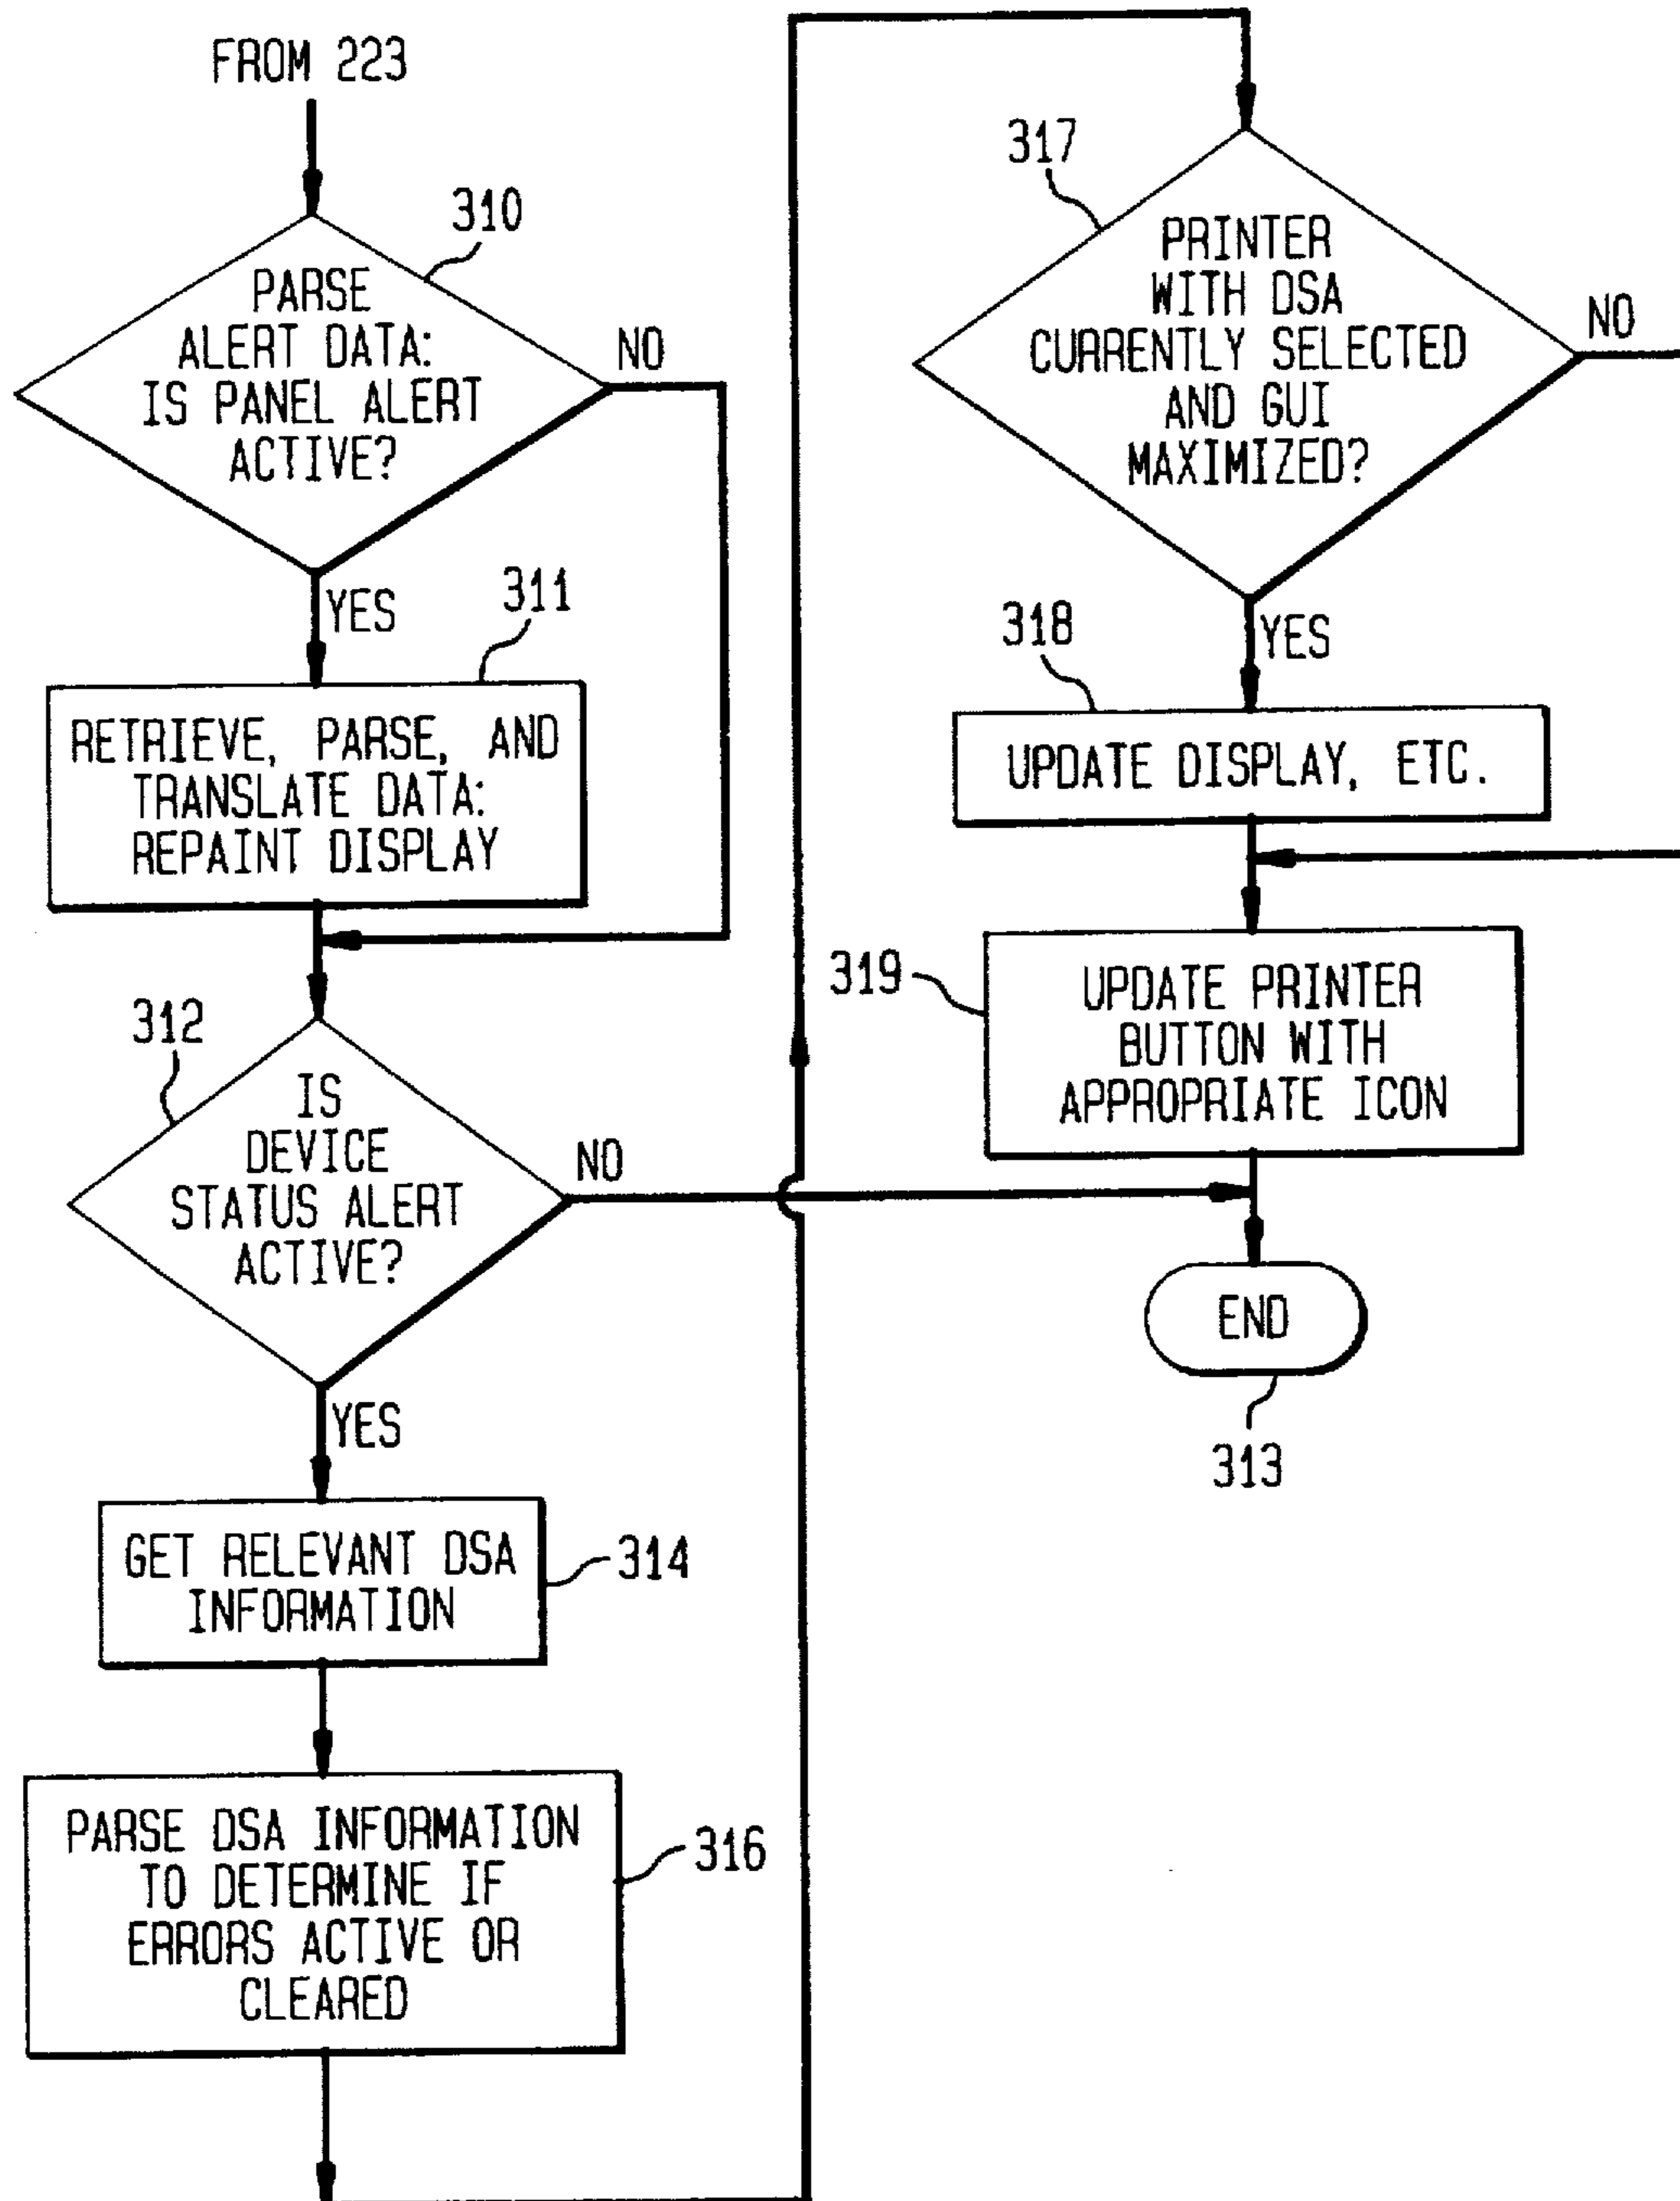 FROM 223
310
PARSE
ALERT DATA:
IS PANEL ALERT
ACTIVE?
NO
YES
311
RETRIEVE, PARSE, AND
TRANSLATE DATA:
REPAINT DISPLAY
312
IS
DEVICE
STATUS ALERT
ACTIVE?
NO
YES
GET RELEVANT DSA
INFORMATION
314
PARSE DSA INFORMATION
TO DETERMINE IF
ERRORS ACTIVE OR
CLEARED
316
317
PRINTER
WITH DSA
CURRENTLY SELECTED
AND GUI
MAXIMIZED?
NO
YES
318
UPDATE DISPLAY, ETC.
319
UPDATE PRINTER
BUTTON WITH
APPROPRIATE ICON
END
313